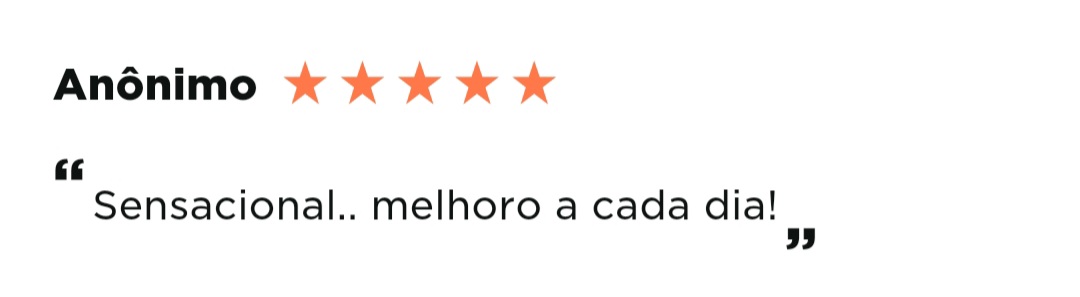 Anônimo ★★★★★
“Sensacional.. melhoro a cada dia!”